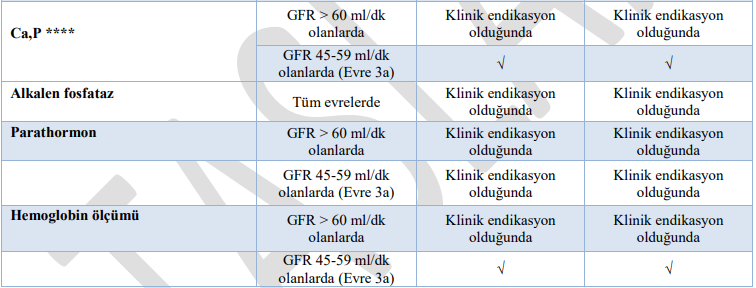 Ca,P ****
GFR > 60 ml/dk
olanlarda
Klinik endikasyon
olduğunda
Klinik endikasyon
olduğunda
GFR 45-59 ml/dk
olanlarda (Evre 3a)
√
√
Alkalen fosfataz
Tüm evrelerde
Klinik endikasyon
olduğunda
Klinik endikasyon
olduğunda
Parathormon
GFR > 60 ml/dk
olanlarda
Klinik endikasyon
olduğunda
Klinik endikasyon
olduğunda
GFR 45-59 ml/dk
olanlarda (Evre 3a)
Klinik endikasyon
olduğunda
Klinik endikasyon
olduğunda
Hemoglobin ölçümü
GFR > 60 ml/dk
olanlarda
Klinik endikasyon
olduğunda
Klinik endikasyon
olduğunda
GFR 45-59 ml/dk
olanlarda (Evre 3a)
√
√